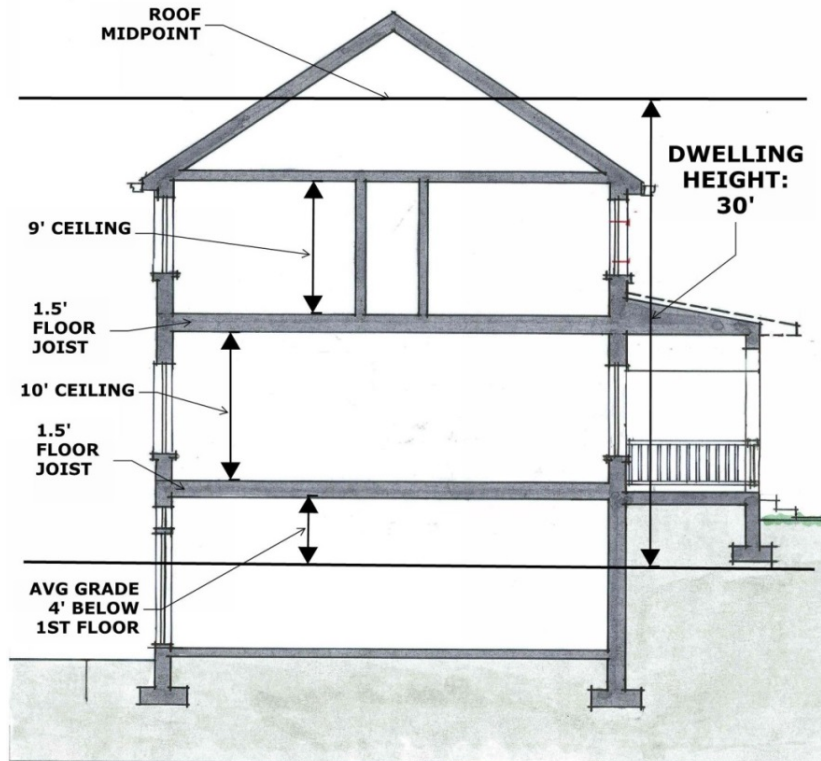 ROOF
MIDPOINT
DWELLING
HEIGHT:
30'
9' CEILING
1.5'
FLOOR
JOIST
10' CEILING
1.5'
FLOOR
JOIST
AVG GRADE
4' BELOW
1ST FLOOR